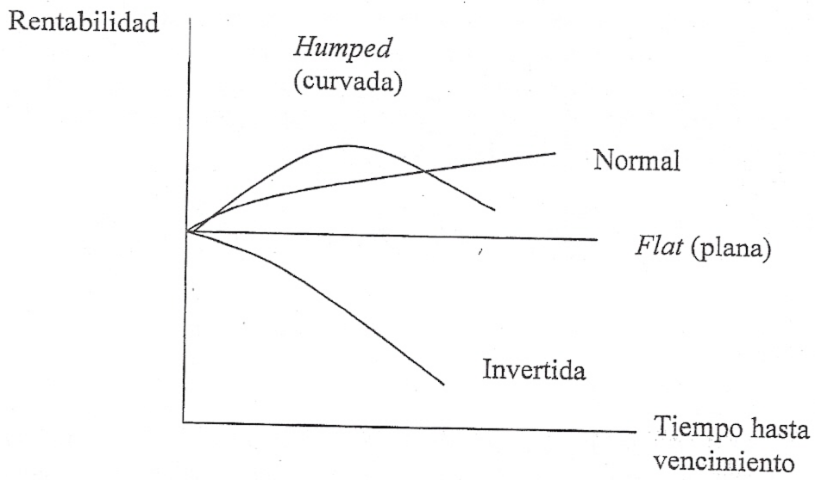 Rentabilidad
Humped
(curvada)
Normal
Flat (plana)
Invertida
Tiempo hasta
vencimiento